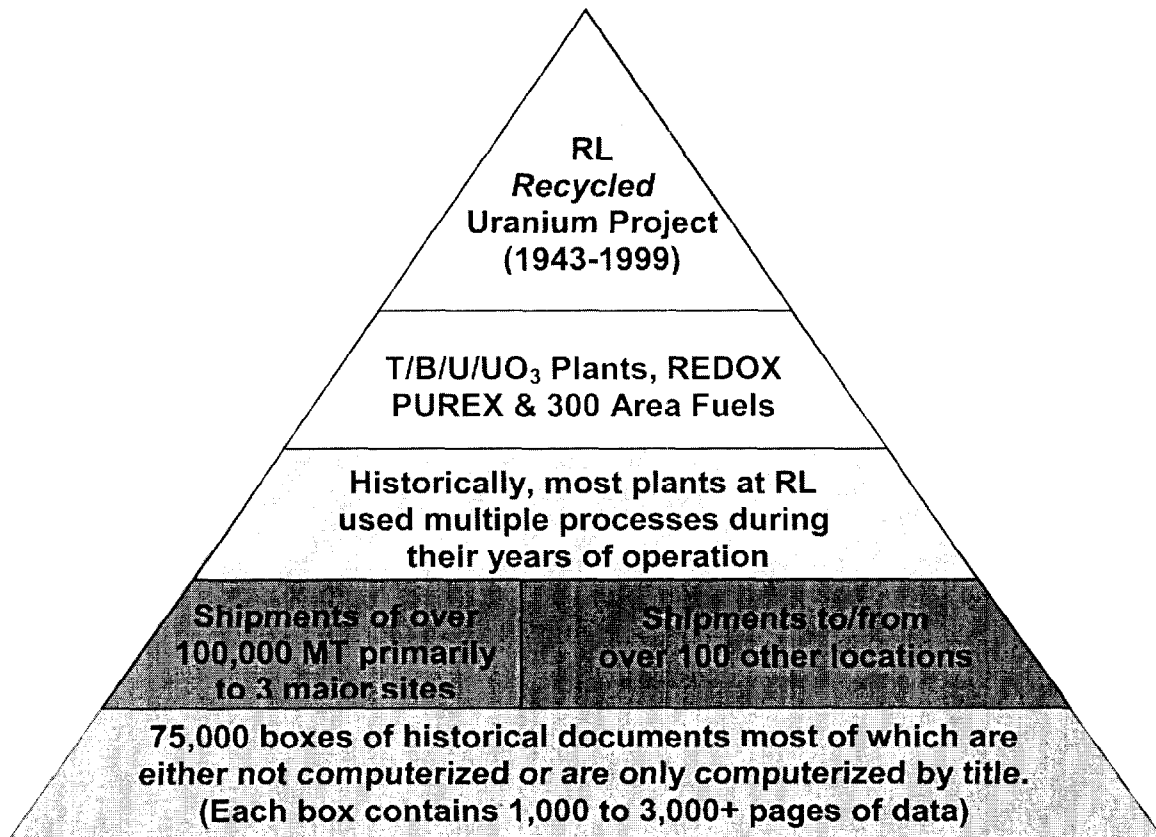 RL
Recycled
Uranium Project
(1943-1999)
T/B/U/UO₃ Plants, REDOX
PUREX & 300 Area Fuels
Historically, most plants at RL
used multiple processes during
their years of operation
Shipments of over
100,000 MT primarily
to 3 major sites
Shipments to/from
over 100 other locations
75,000 boxes of historical documents most of which are
either not computerized or are only computerized by title.
(Each box contains 1,000 to 3,000+ pages of data)